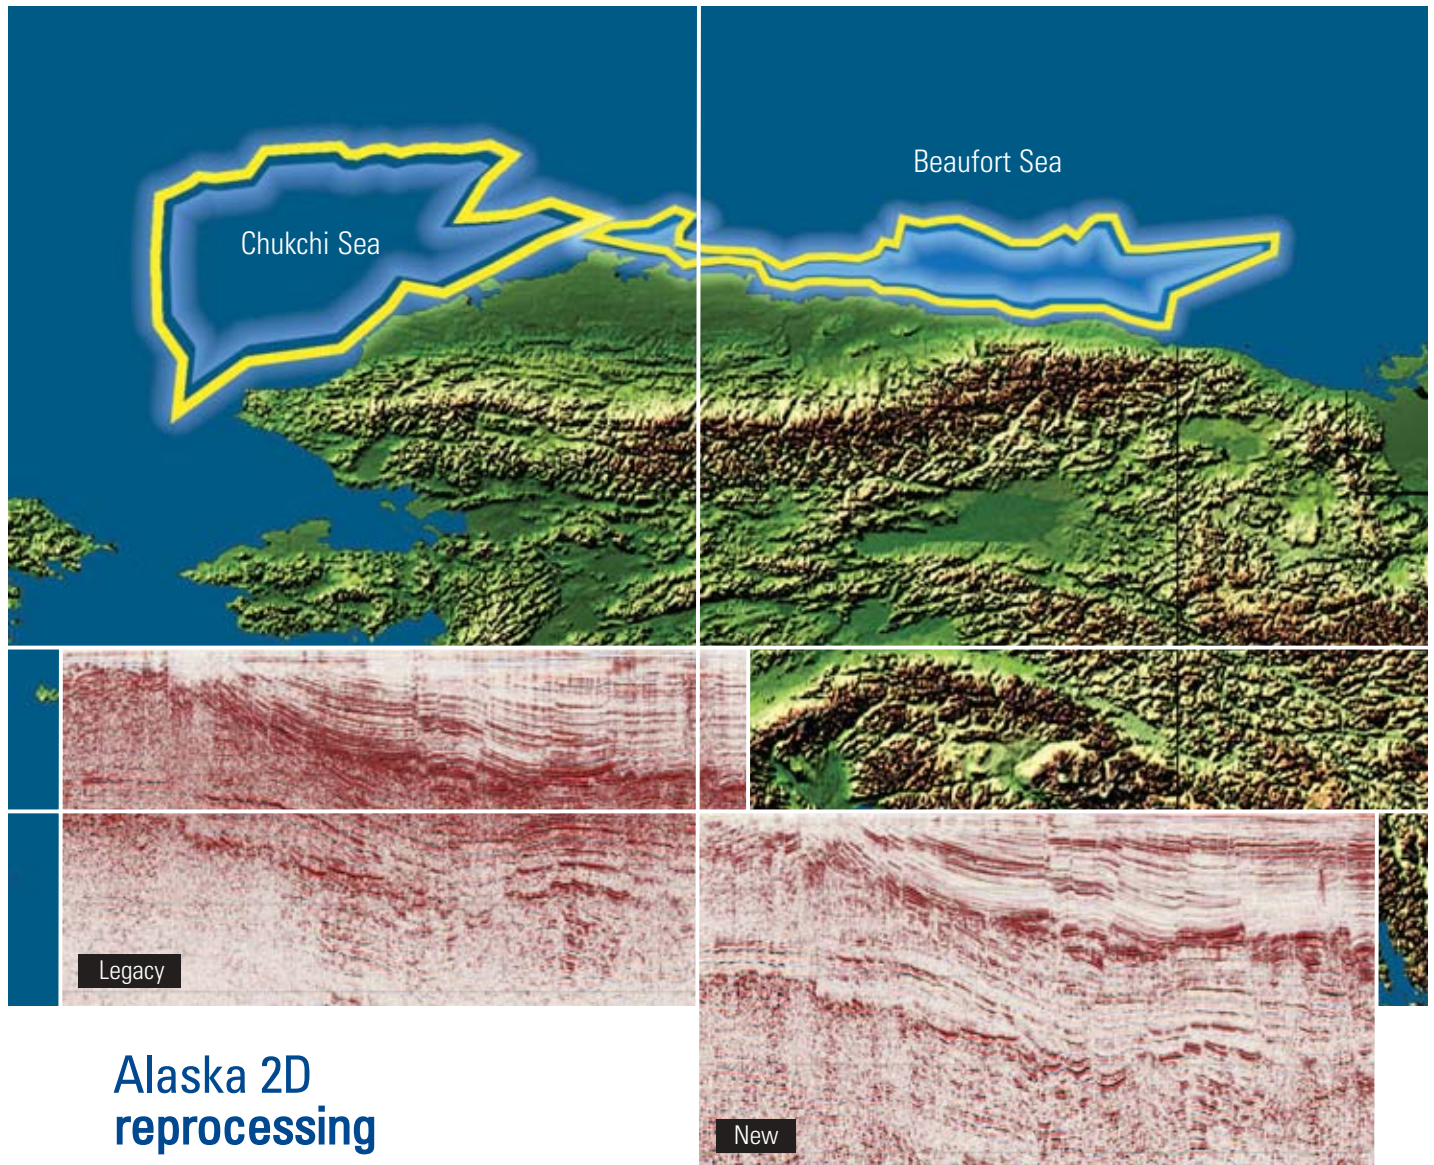 Beaufort Sea
Chukchi Sea
Legacy
Alaska 2D
reprocessing
New